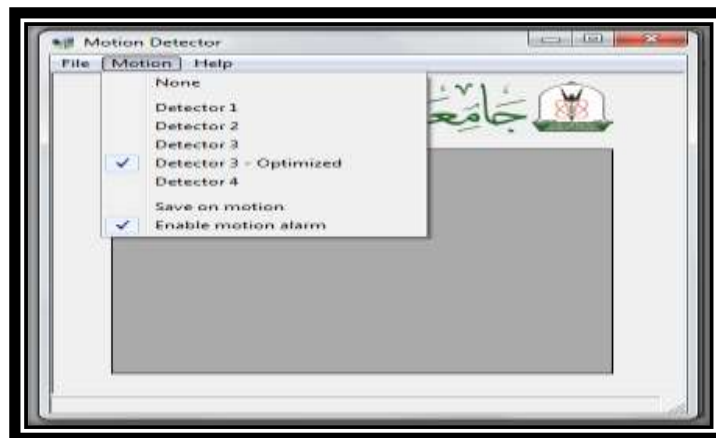 Motion Detector
File Motion Help
None
Detector 1
Detector 2
Detector 3
Detector 3 - Optimized
Detector 4
Save on motion
Enable motion alarm